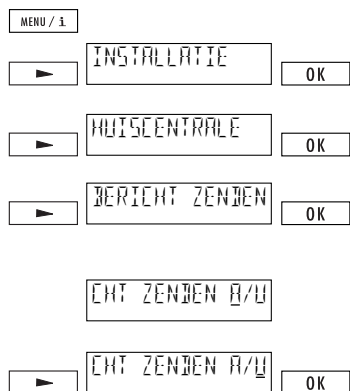 MENU / i
INSTALLATIE
OK
HUISCENTRALE
OK
BERICHT ZENDEN
OK
CHT ZENDEN A/U
CHT ZENDEN A/U
OK